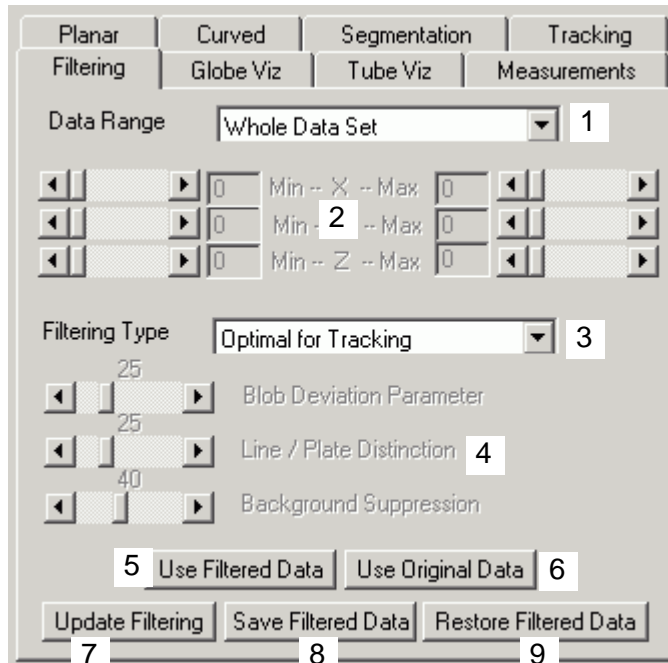 Planar Curved Segmentation Tracking
Filtering Globe Viz Tube Viz Measurements
Data Range Whole Data Set 1
0 Min -- X -- Max 0
0 Min -- 2 -- Max 0
0 Min -- Z -- Max 0
Filtering Type Optimal for Tracking 3
25
Blob Deviation Parameter
25
Line / Plate Distinction 4
40
Background Suppression
5 Use Filtered Data Use Original Data 6
Update Filtering Save Filtered Data Restore Filtered Data
7 8 9